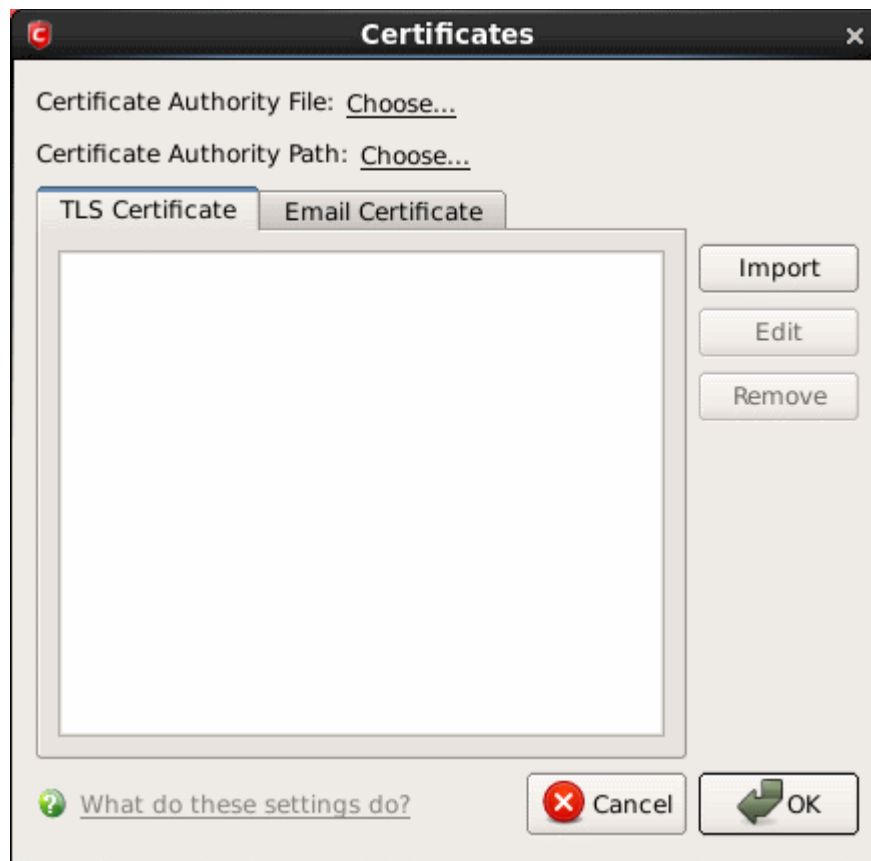 Certificates
Certificate Authority File: Choose...
Certificate Authority Path: Choose...
TLS Certificate Email Certificate
Import
Edit
Remove
What do these settings do? Cancel OK